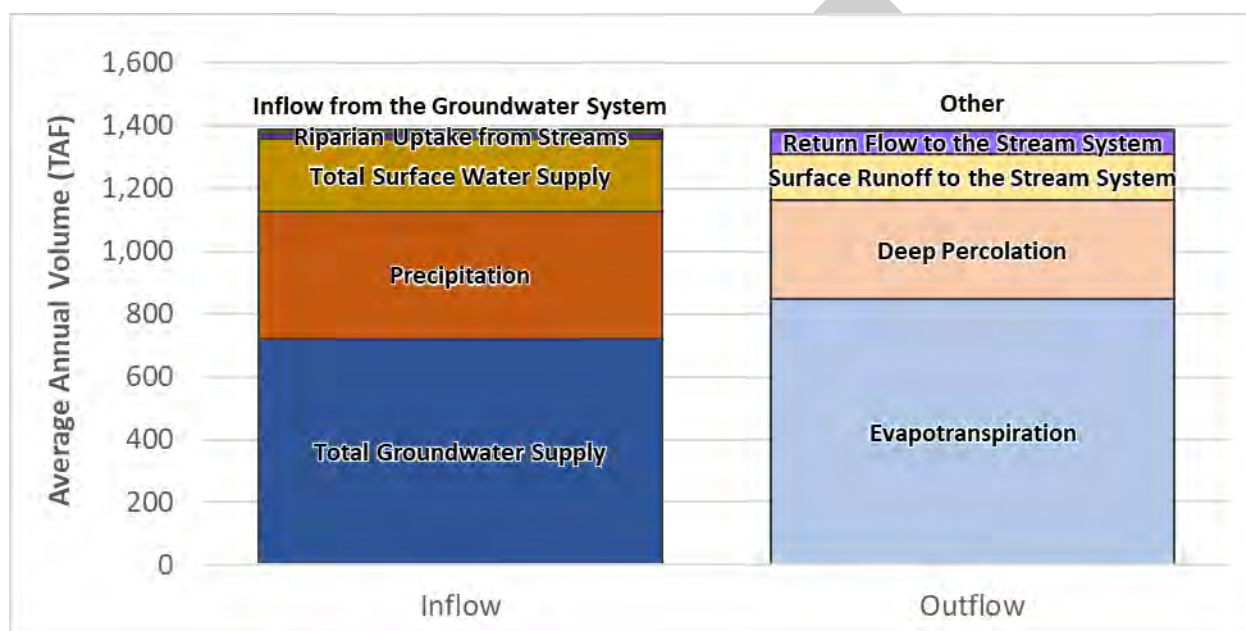 Average Annual Volume (TAF)
1,600
1,400
1,200
1,000
800
600
400
200
0
Inflow from the Groundwater System
Riparian Uptake from Streams
Total Surface Water Supply
Precipitation
Total Groundwater Supply
Other
Return Flow to the Stream System
Surface Runoff to the Stream System
Deep Percolation
Evapotranspiration
Inflow
Outflow